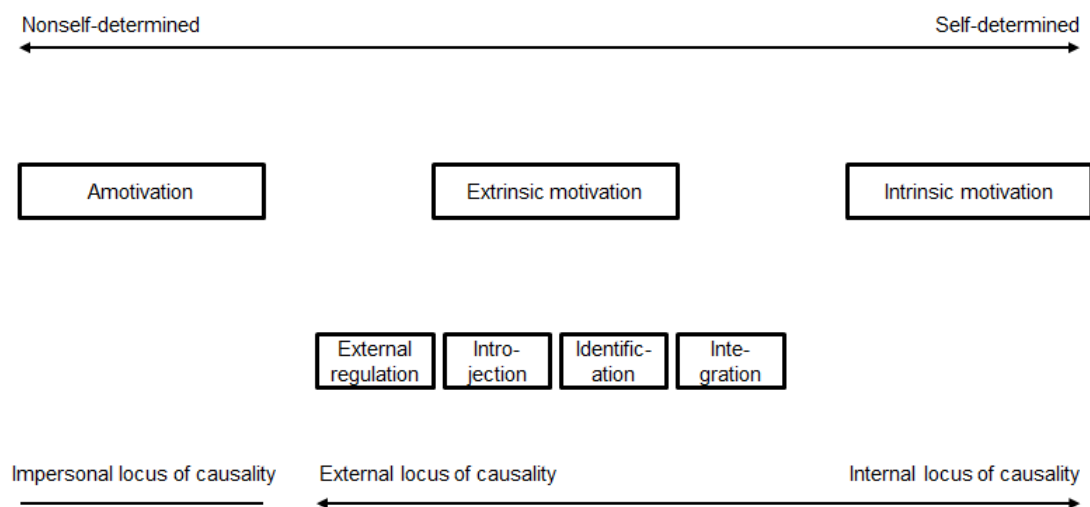 Nonself-determined Self-determined
Amotivation Extrinsic motivation Intrinsic motivation
External regulation
Intro-
jection
Identific-
ation
Inte-
gration
Impersonal locus of causality External locus of causality Internal locus of causality